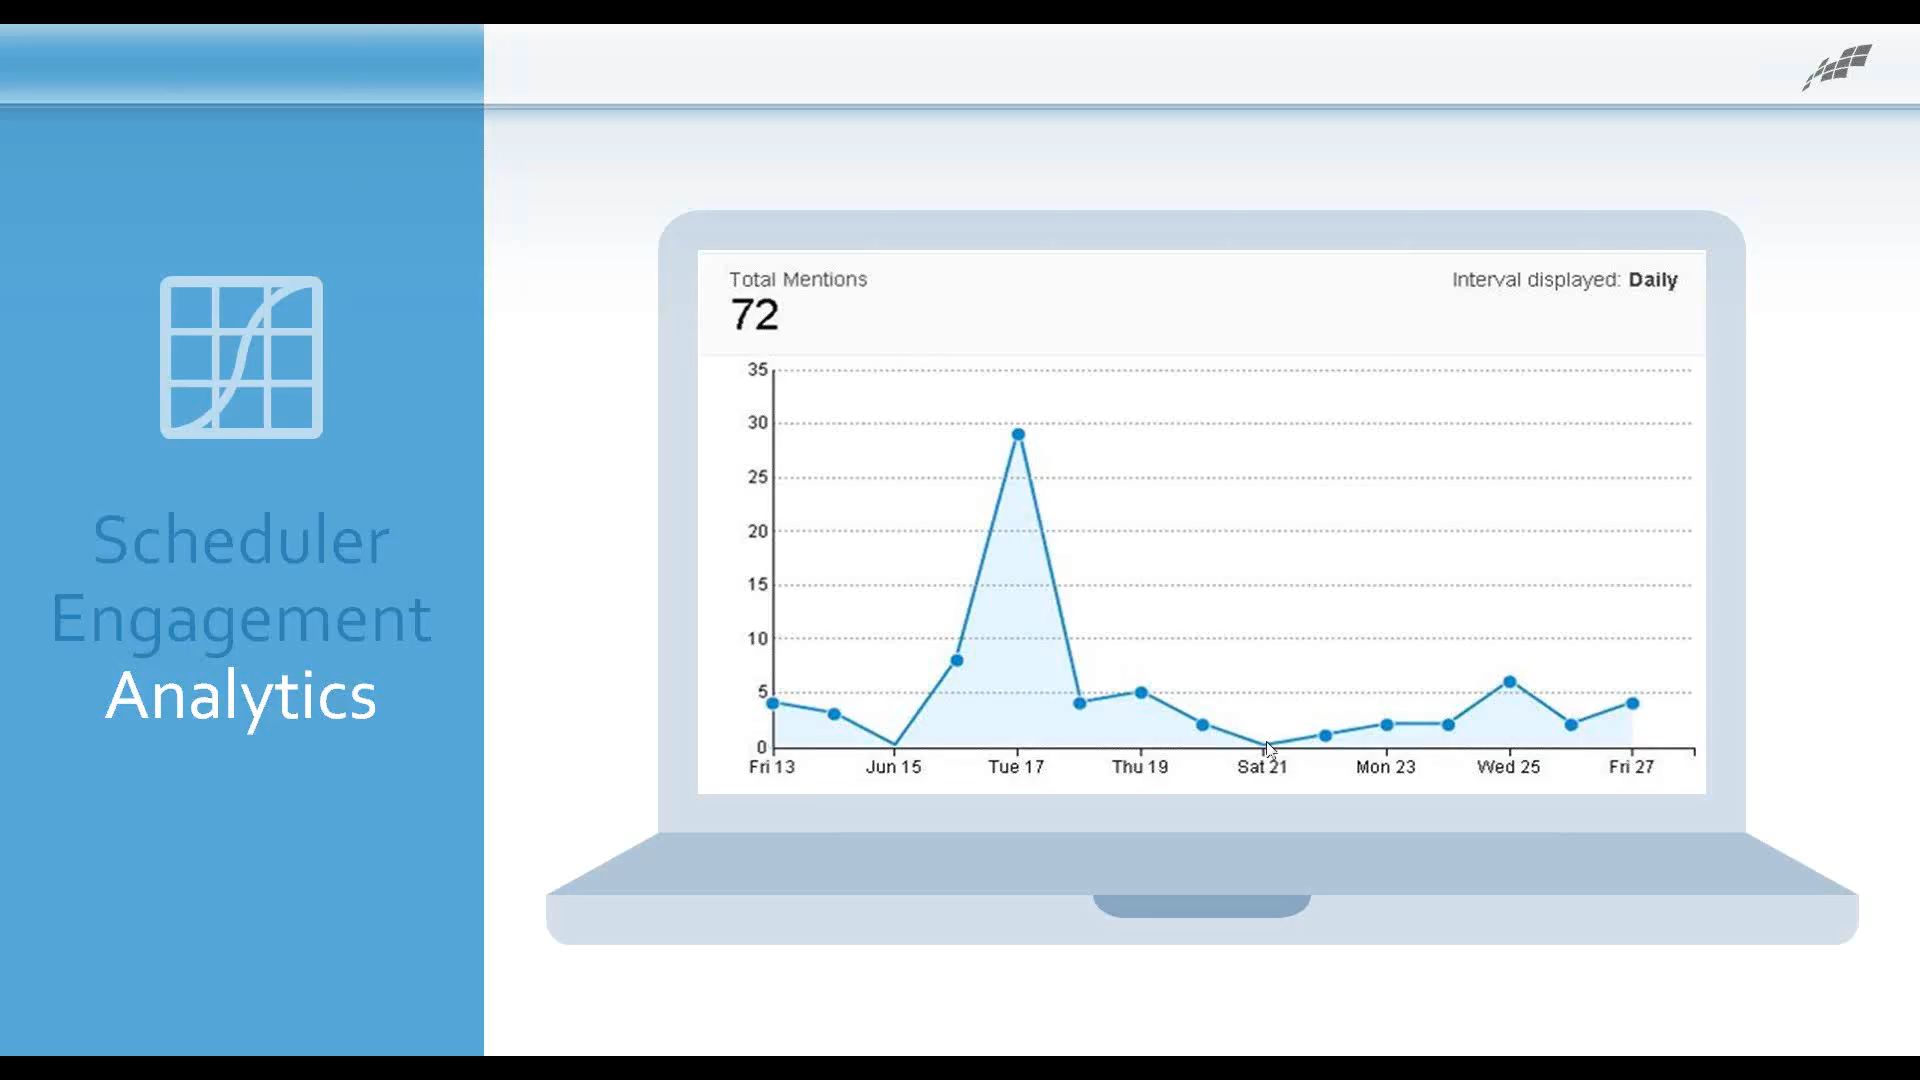 Scheduler
Engagement
Analytics
Total Mentions
72
Interval displayed: Daily
35
30
25
20
15
10
5
0
Fri 13 Jun 15 Tue 17 Thu 19 Sat 21 Mon 23 Wed 25 Fri 27